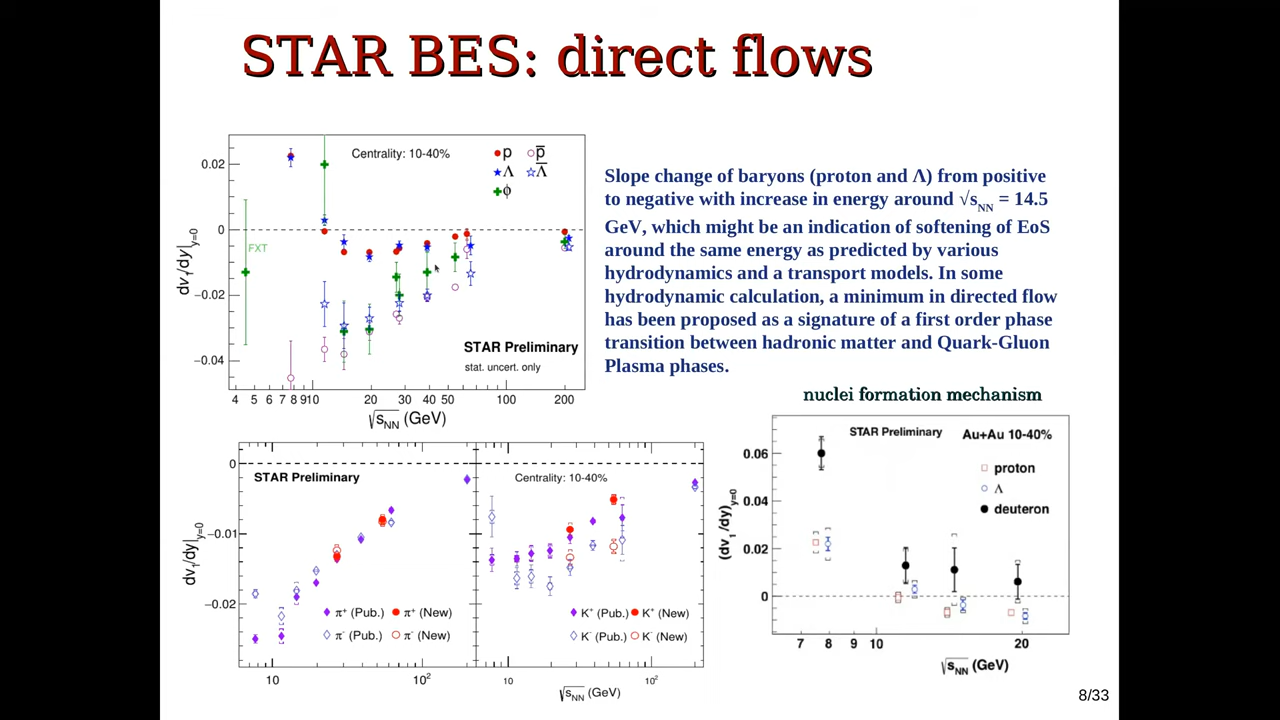 STAR BES: direct flows
Centrality: 10-40%
p
p̅
Λ
Λ̅
ϕ
FXT
STAR Preliminary
stat. uncert. only
dv₁/dy|y=0
0.02
0
−0.02
−0.04
4 5 6 7 8 9 10 20 30 40 50 100 200
√sNN (GeV)
Slope change of baryons (proton and Λ) from positive
to negative with increase in energy around √sNN = 14.5
GeV, which might be an indication of softening of EoS
around the same energy as predicted by various
hydrodynamics and a transport models. In some
hydrodynamic calculation, a minimum in directed flow
has been proposed as a signature of a first order phase
transition between hadronic matter and Quark-Gluon
Plasma phases.
nuclei formation mechanism
STAR Preliminary
Centrality: 10-40%
dv₁/dy|y=0
0
−0.01
−0.02
π⁺ (Pub.) π⁺ (New)
π⁻ (Pub.) π⁻ (New)
K⁺ (Pub.) K⁺ (New)
K⁻ (Pub.) K⁻ (New)
10 10² 10 10²
√sNN (GeV)
STAR Preliminary
Au+Au 10-40%
proton
Λ
deuteron
(dv₁/dy)y=0
0.06
0.04
0.02
0
7 8 9 10 20
√sNN (GeV)
8/33